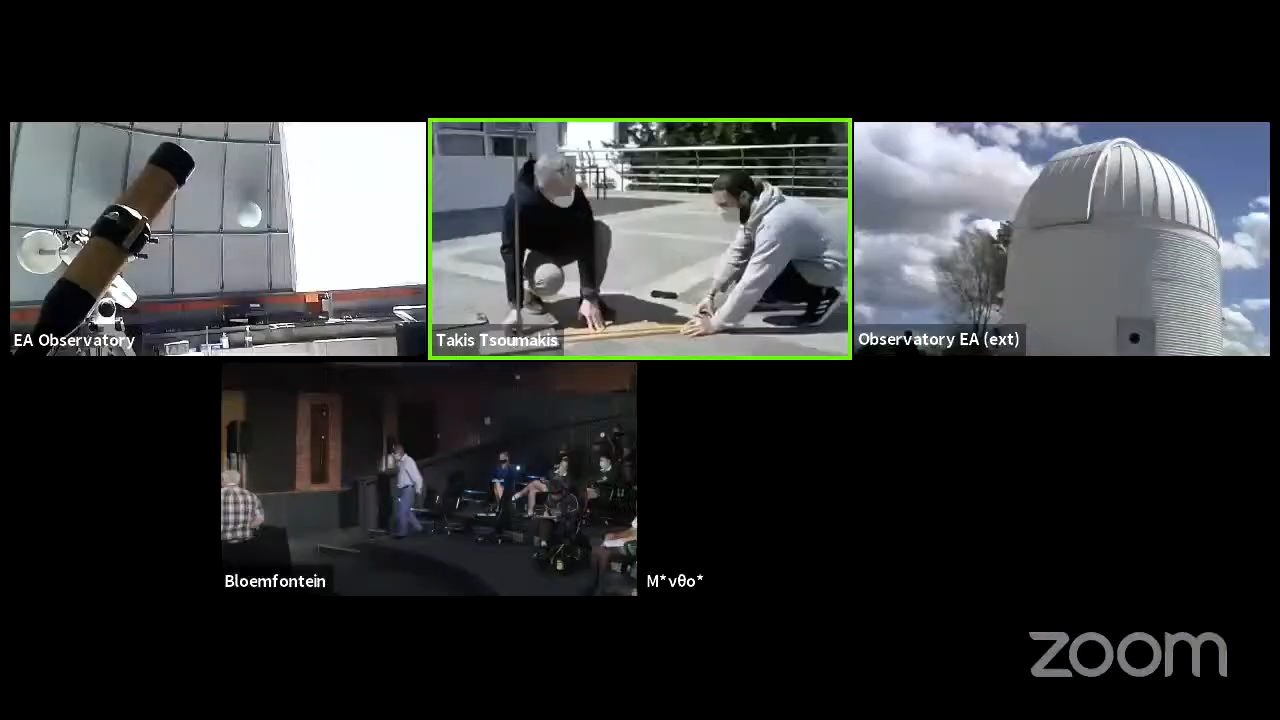 EA Observatory
Takis Tsoumakis
Observatory EA (ext)
Bloemfontein
Μ*νθο*
zoom